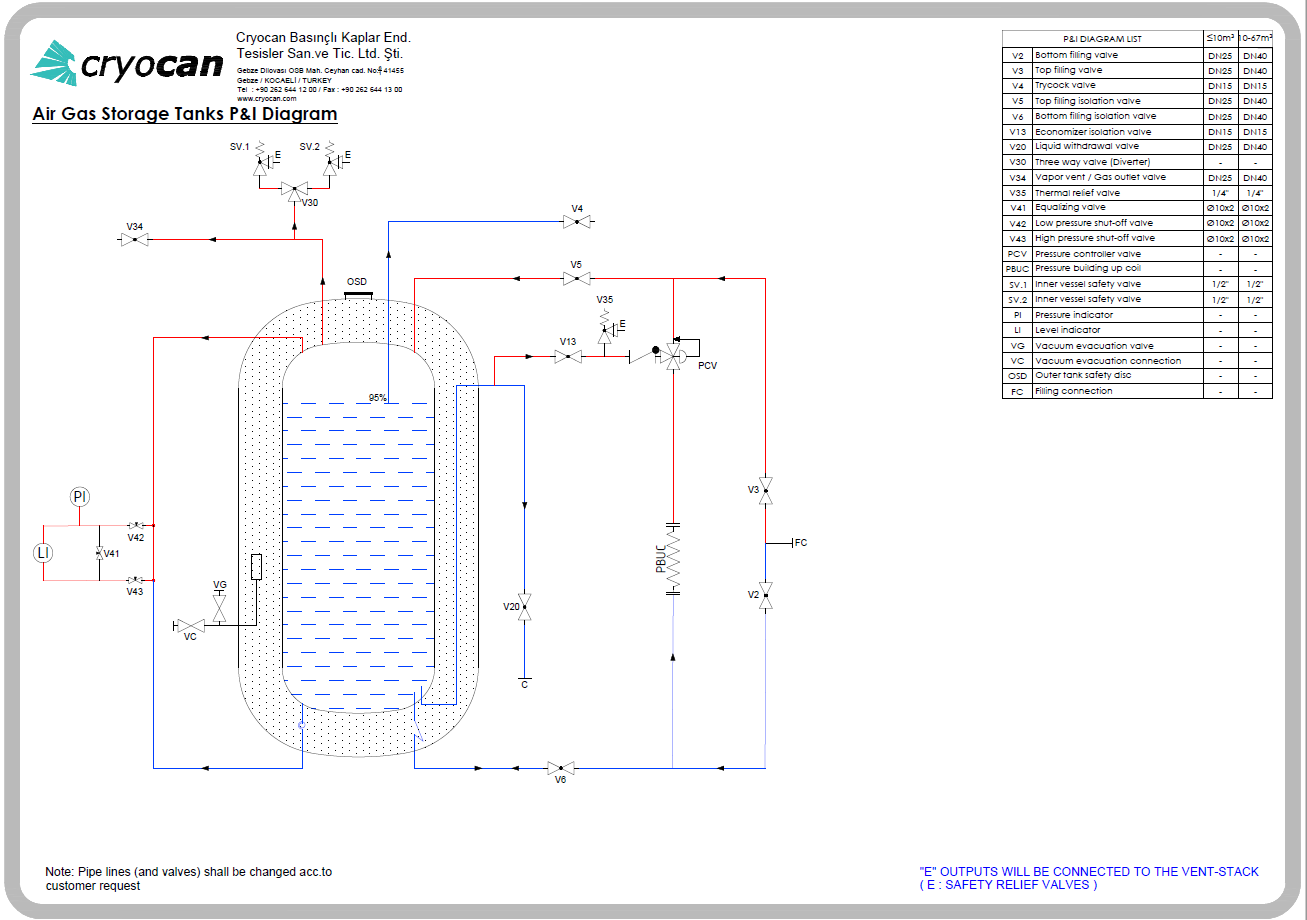 cryocan
Cryocan Basınçlı Kaplar End.
Tesisler San.ve Tic. Ltd. Şti.
Gebze Dilovası OSB Mah. Ceyhan cad. 41455
Gebze / KOCAELİ / TURKEY
Tel : +90 262 644 12 00 / Fax : +90 262 644 13 00
www.cryocan.com
Air Gas Storage Tanks P&I Diagram
P&I DIAGRAM LIST ≤10m³ 10-67m³
V2 Bottom filling valve DN25 DN40
V3 Top filling valve DN25 DN40
V4 Trycock valve DN15 DN15
V5 Top filling isolation valve DN25 DN40
V6 Bottom filling isolation valve DN25 DN40
V13 Economizer isolation valve DN15 DN15
V20 Liquid withdrawal valve DN25 DN40
V30 Three way valve (Diverter) - -
V34 Vapor vent / Gas outlet valve DN25 DN40
V35 Thermal relief valve 1/4" 1/4"
V41 Equalizing valve Ø10x2 Ø10x2
V42 Low pressure shut-off valve Ø10x2 Ø10x2
V43 High pressure shut-off valve Ø10x2 Ø10x2
PCV Pressure controller valve - -
PBUC Pressure building up coil - -
SV.1 Inner vessel safety valve 1/2" 1/2"
SV.2 Inner vessel safety valve 1/2" 1/2"
PI Pressure indicator - -
LI Level indicator - -
VG Vacuum evacuation valve - -
VC Vacuum evacuation connection - -
OSD Outer tank safety disc - -
FC Filling connection - -
SV.1
E
SV.2
E
V30
V34
V4
V5
OSD
V35
E
V13
PCV
95%
PI
V3
V42
LI
V41
FC
PBUC
VG
V43
V2
V20
VC
C
V6
Note: Pipe lines (and valves) shall be changed acc.to
customer request
"E" OUTPUTS WILL BE CONNECTED TO THE VENT-STACK
( E : SAFETY RELIEF VALVES )